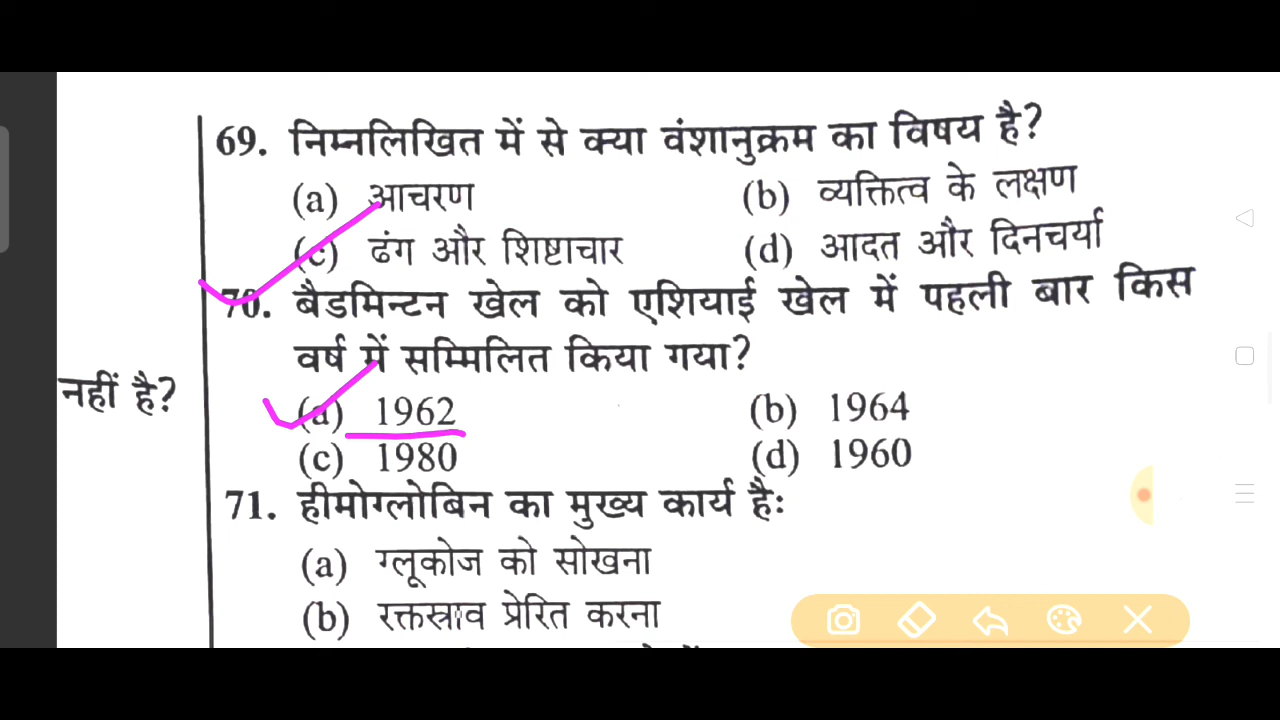 69. निम्नलिखित में से क्या वंशानुक्रम का विषय है?
(a) आचरण (b) व्यक्तित्व के लक्षण
(c) ढंग और शिष्टाचार (d) आदत और दिनचर्या
70. बैडमिन्टन खेल को एशियाई खेल में पहली बार किस
वर्ष में सम्मिलित किया गया?
नहीं है?
(a) 1962 (b) 1964
(c) 1980 (d) 1960
71. हीमोग्लोबिन का मुख्य कार्य है:
(a) ग्लूकोज को सोखना
(b) रक्तस्राव प्रेरित करना